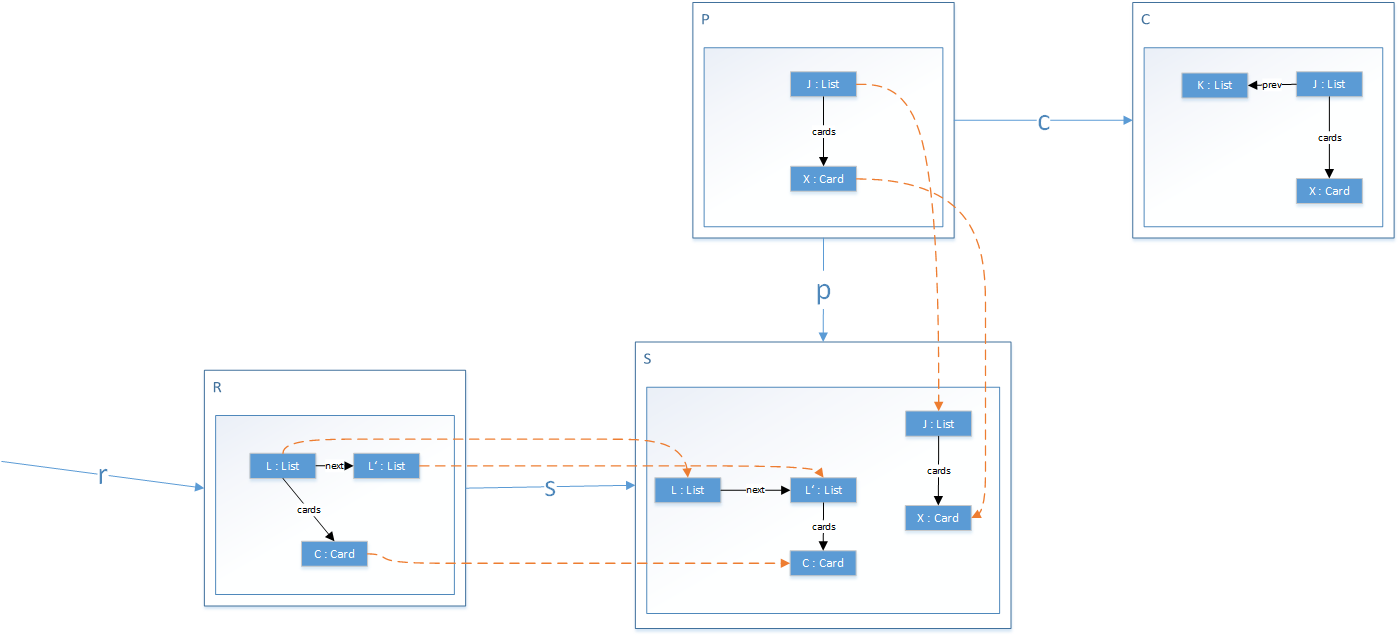 P
J : List
cards
X : Card
C
C
K : List
prev
J : List
cards
X : Card
p
r
R
L : List
next
L’ : List
cards
C : Card
S
S
L : List
next
L’ : List
cards
C : Card
J : List
cards
X : Card